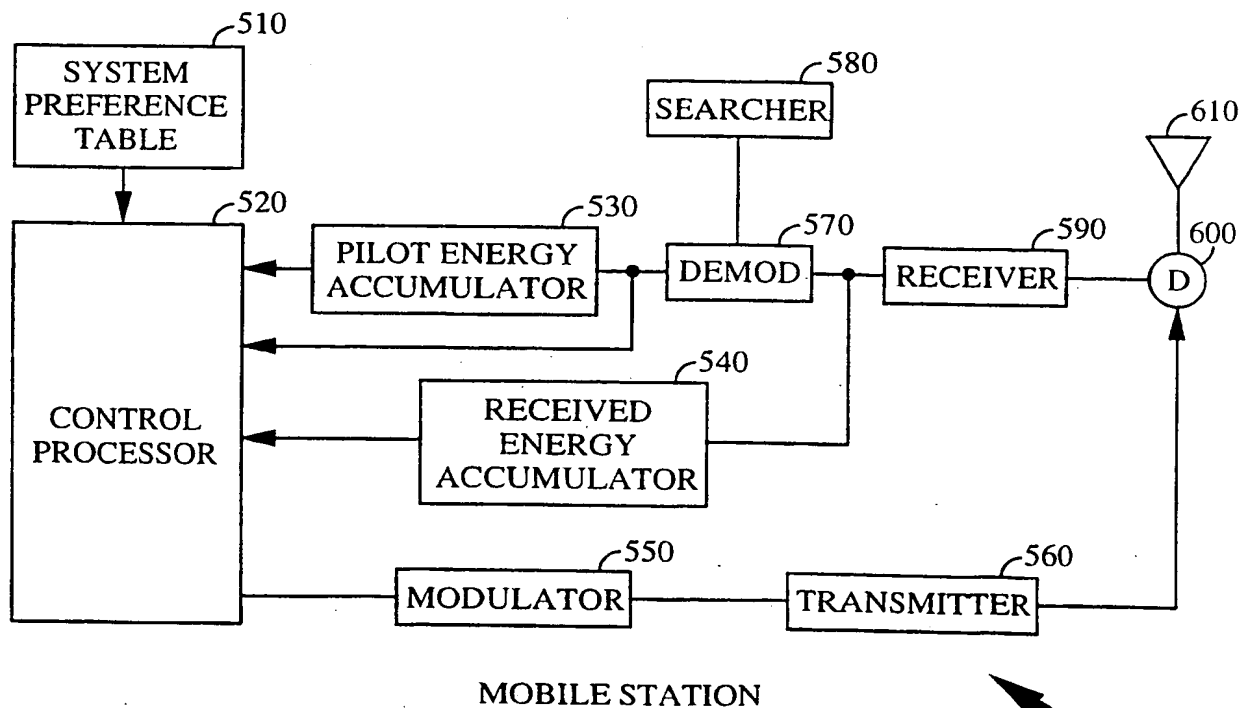 510
SYSTEM
PREFERENCE
TABLE
580
SEARCHER
610
520
530
570
590
600
PILOT ENERGY
ACCUMULATOR
DEMOD
RECEIVER
D
540
CONTROL
PROCESSOR
RECEIVED
ENERGY
ACCUMULATOR
550
560
MODULATOR
TRANSMITTER
MOBILE STATION